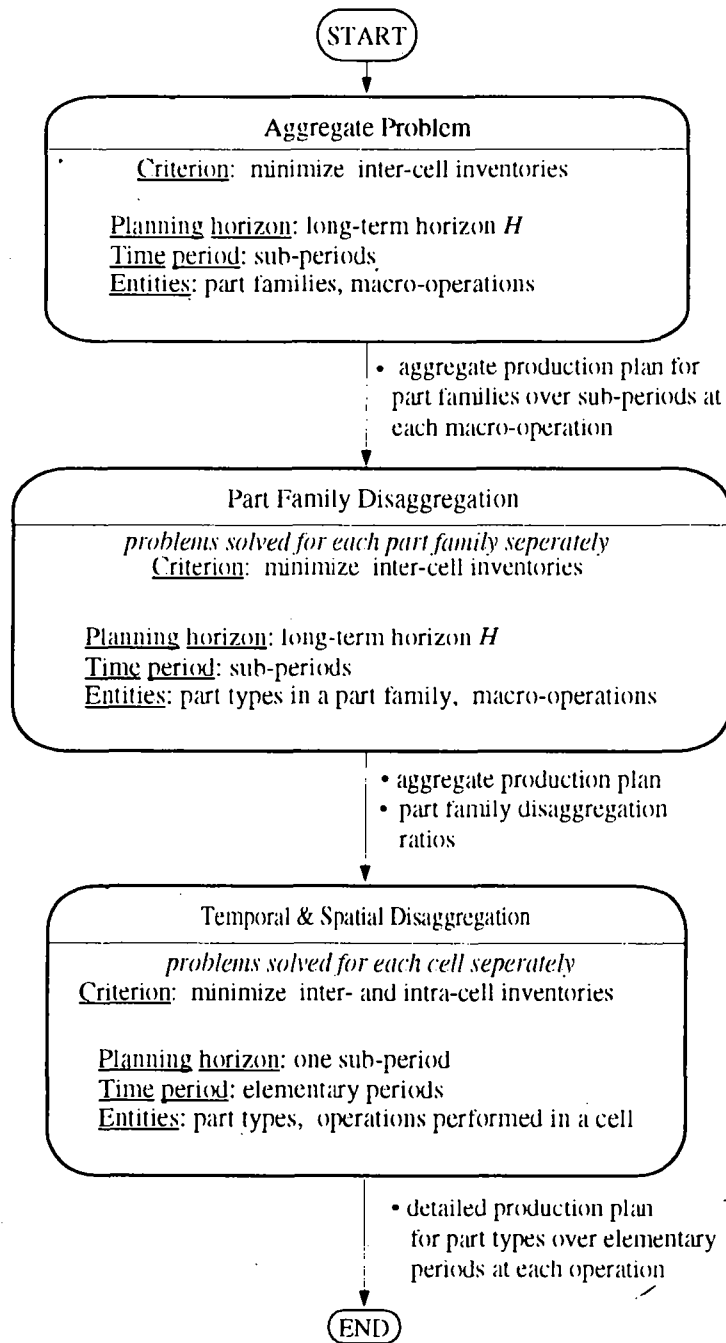 START
Aggregate Problem
Criterion: minimize inter-cell inventories
Planning horizon: long-term horizon H
Time period: sub-periods
Entities: part families, macro-operations
• aggregate production plan for
part families over sub-periods at
each macro-operation
Part Family Disaggregation
problems solved for each part family seperately
Criterion: minimize inter-cell inventories
Planning horizon: long-term horizon H
Time period: sub-periods
Entities: part types in a part family, macro-operations
• aggregate production plan
• part family disaggregation
ratios
Temporal & Spatial Disaggregation
problems solved for each cell seperately
Criterion: minimize inter- and intra-cell inventories
Planning horizon: one sub-period
Time period: elementary periods
Entities: part types, operations performed in a cell
• detailed production plan
for part types over elementary
periods at each operation
END